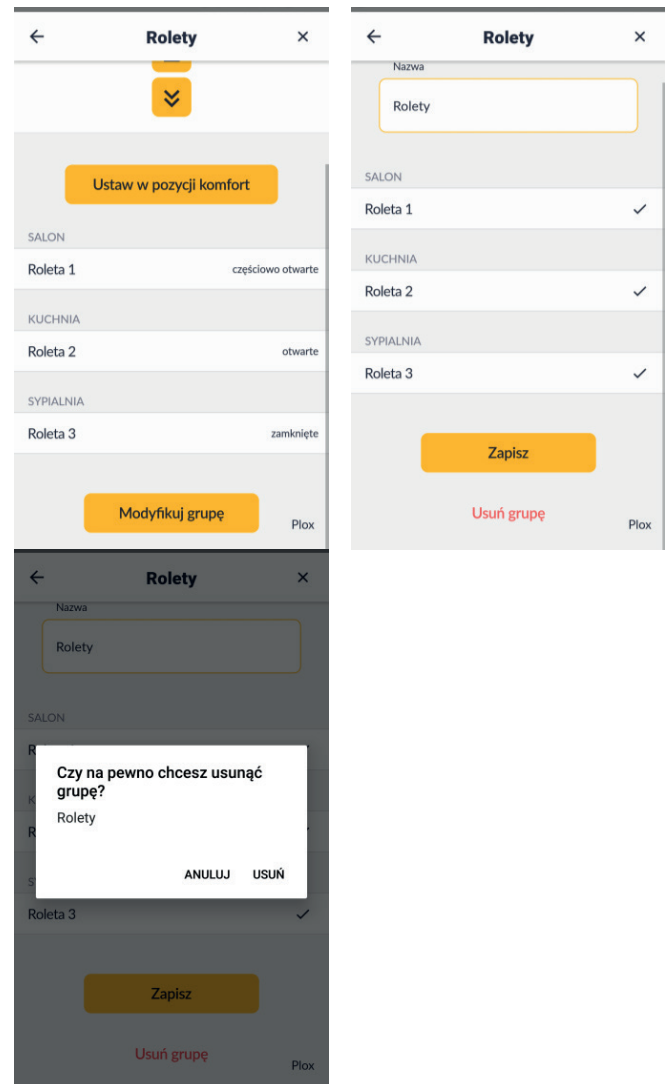 Rolety
Ustaw w pozycji komfort
SALON
Roleta 1 częściowo otwarte
KUCHNIA
Roleta 2 otwarte
SYPIALNIA
Roleta 3 zamknięte
Modyfikuj grupę
Plox
Rolety
Nazwa
Rolety
SALON
Roleta 1
KUCHNIA
Roleta 2
SYPIALNIA
Roleta 3
Zapisz
Usuń grupę
Plox
Rolety
Nazwa
Rolety
SALON
R
Czy na pewno chcesz usunąć
grupę?
K
Rolety
R
ANULUJ USUŃ
S
Roleta 3
Zapisz
Usuń grupę
Plox